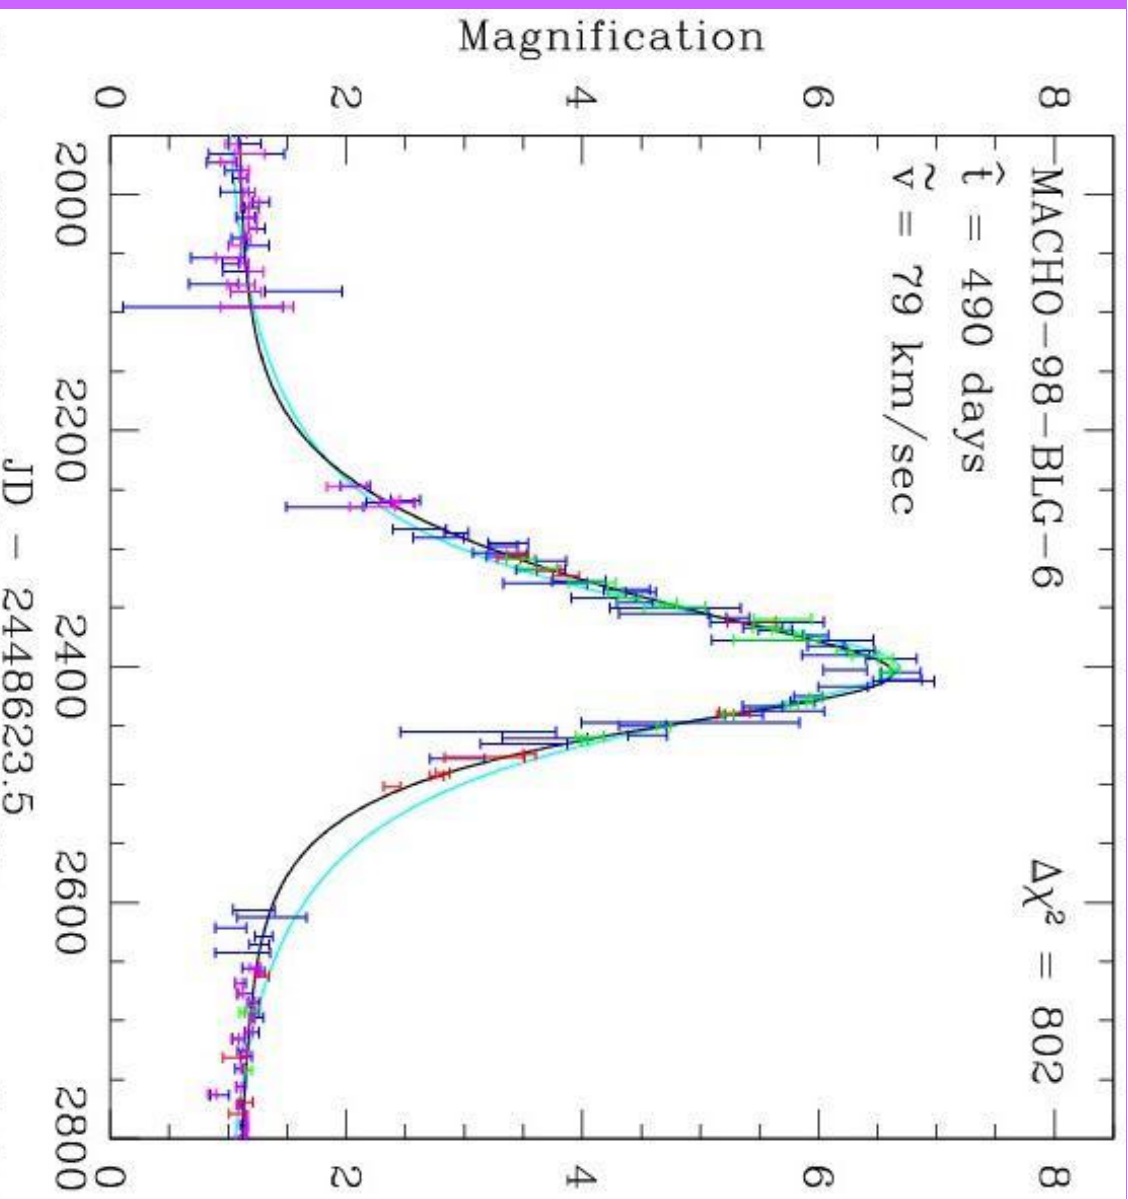 MACHO-98-BLG-6
Δχ² = 802
t̂ = 490 days
ṽ = 79 km/sec
Magnification
8
6
4
2
0
8
6
4
2
0
2000
2200
2400
2600
2800
JD - 2448623.5